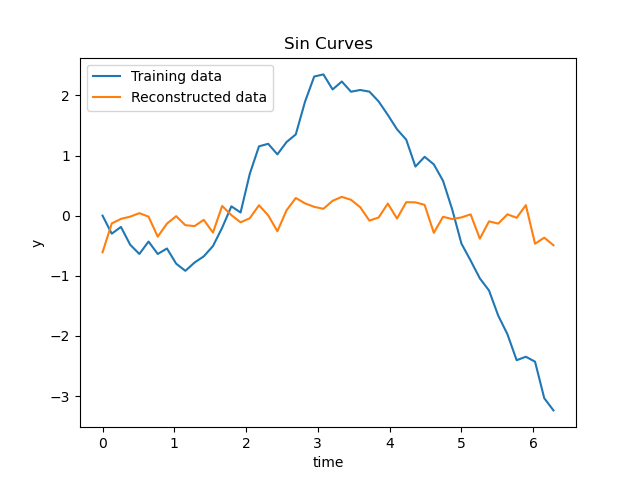 Sin Curves
Training data
Reconstructed data
2
1
0
−1
−2
−3
y
0 1 2 3 4 5 6
time